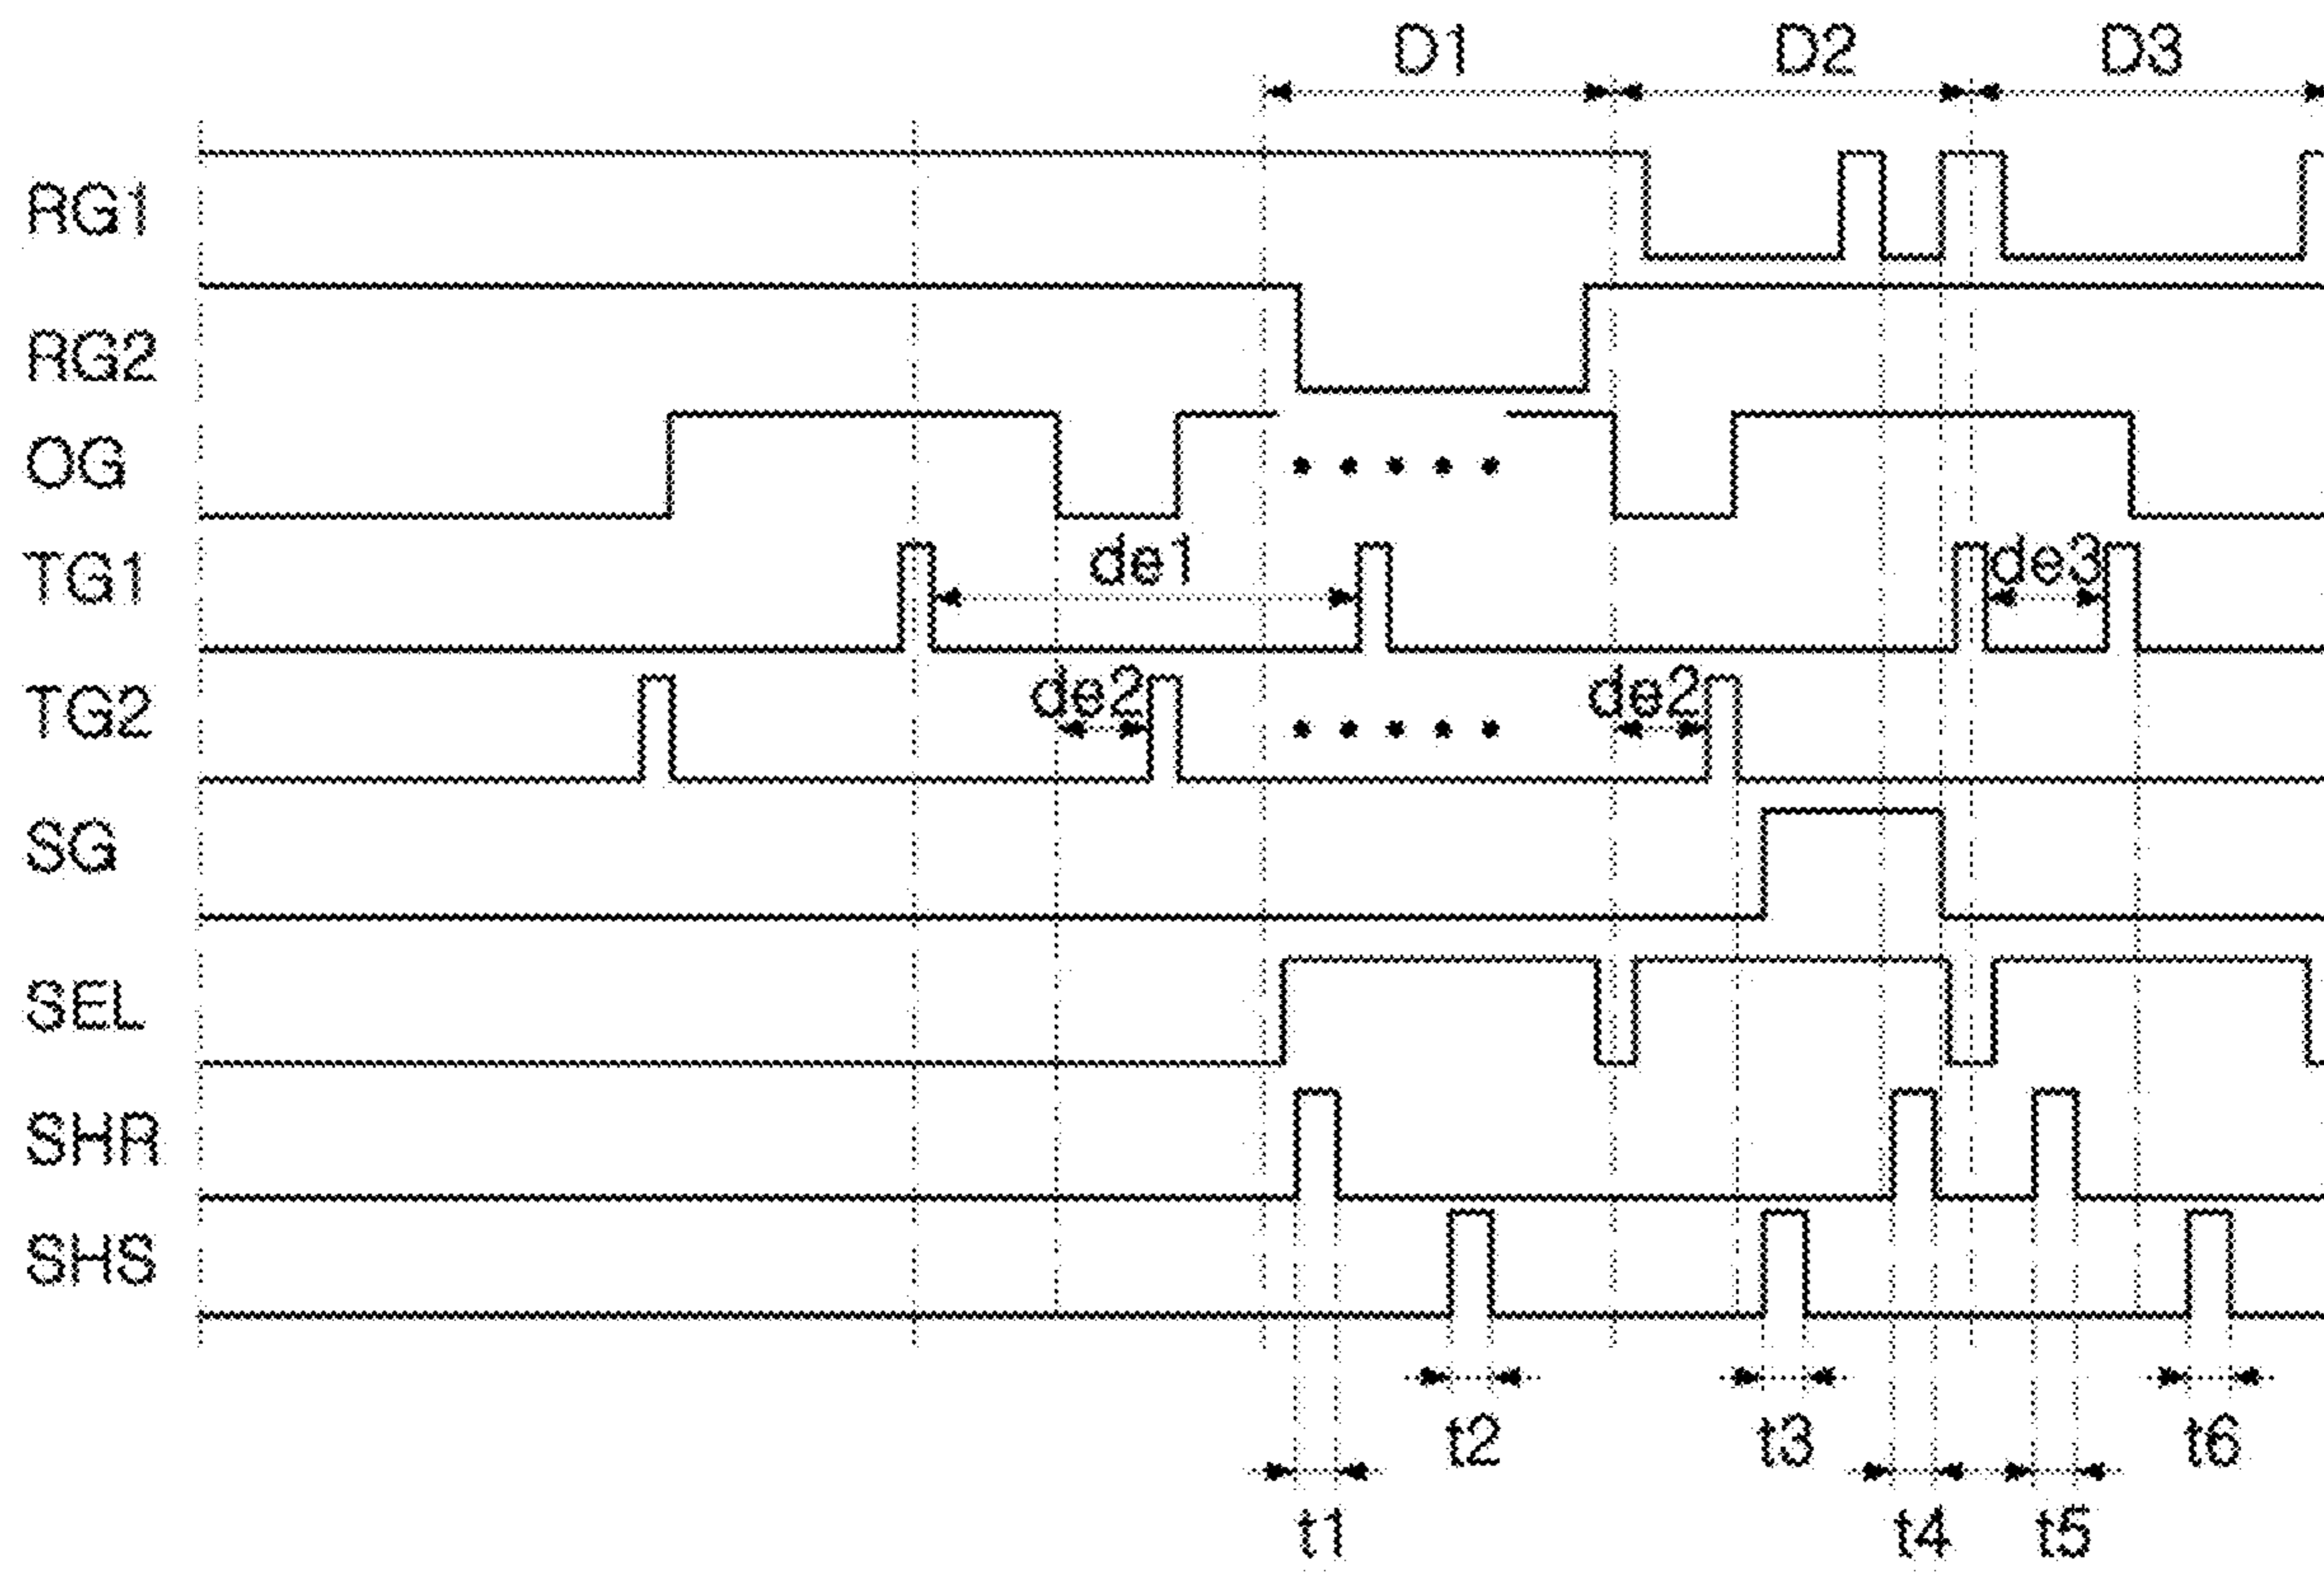 D1 D2 D3
RG1
RG2
OG
TG1 de1 de3
TG2 de2 de2
SG
SEL
SHR
SHS
t2 t3 t6
t1 t4 t5